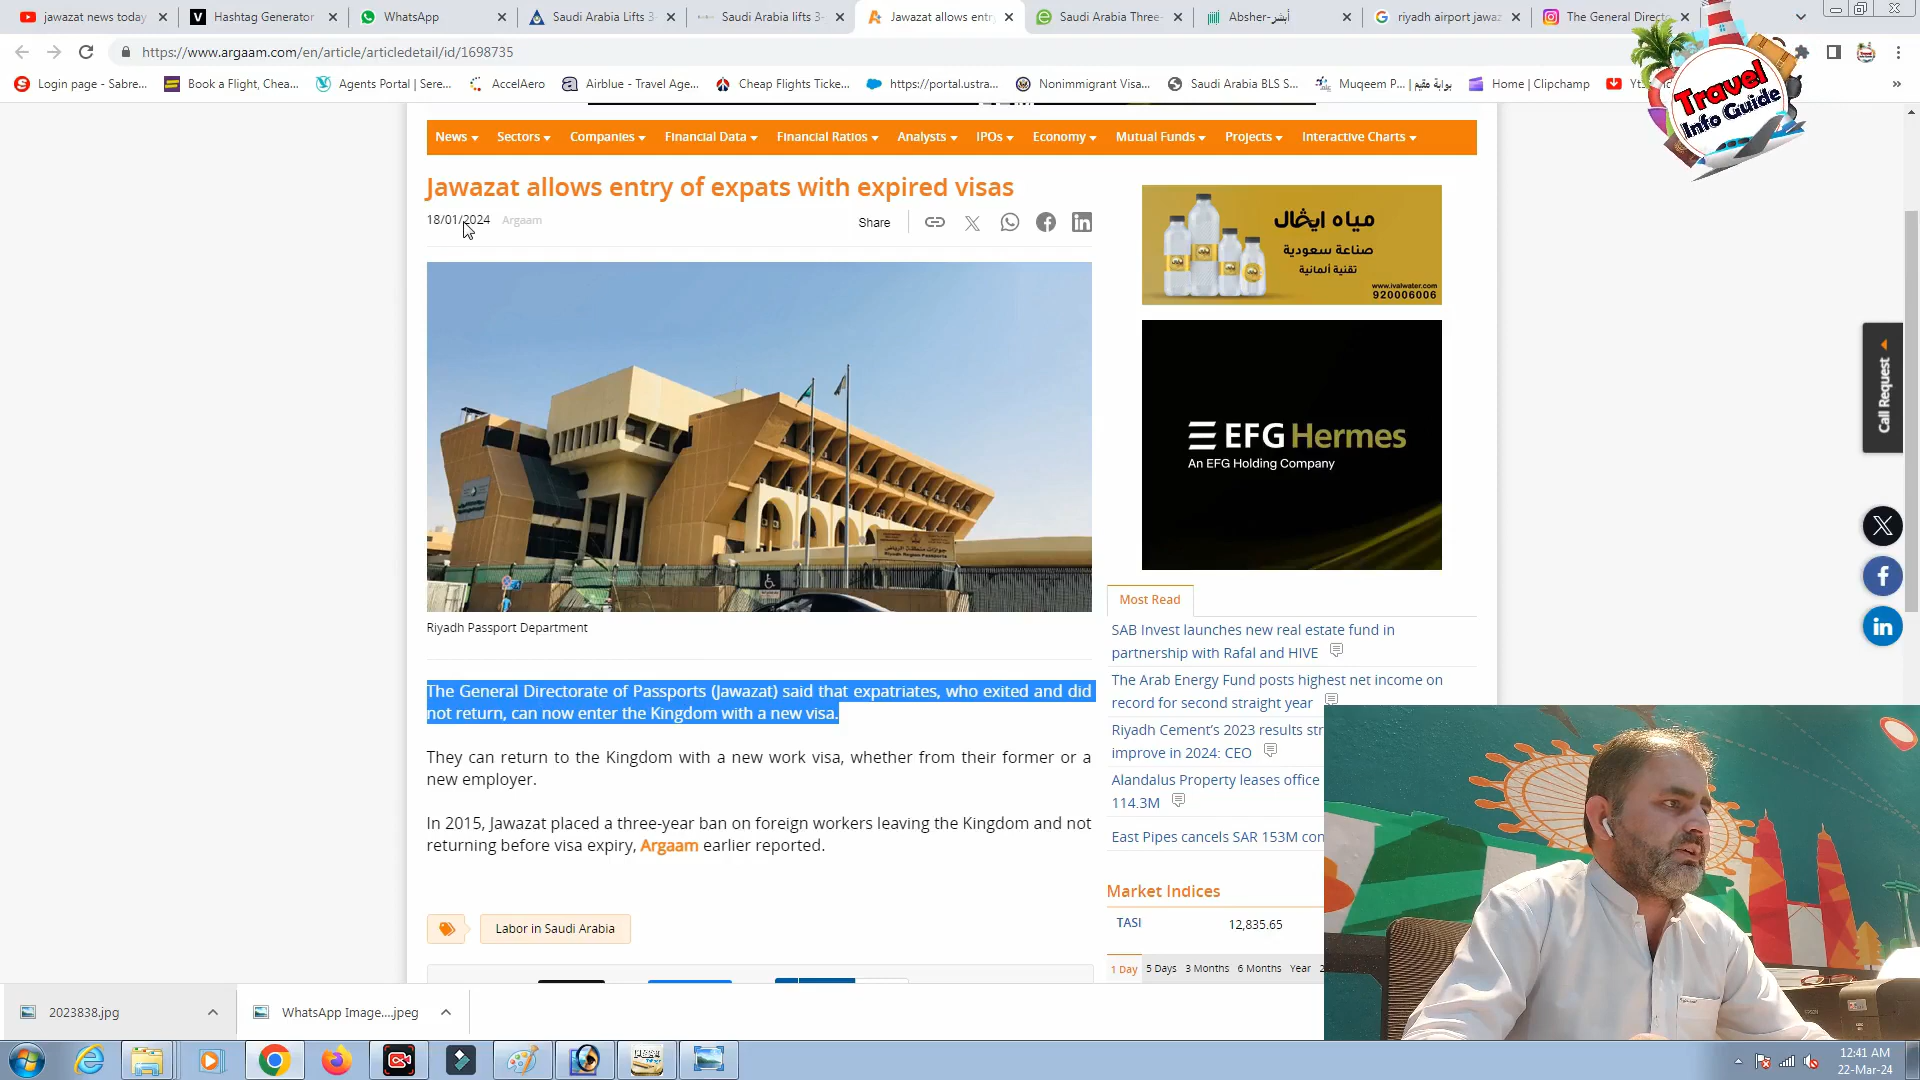 jawazat news today
Hashtag Generator
WhatsApp
Saudi Arabia Lifts 3-
Saudi Arabia lifts 3-
Jawazat allows entry
Saudi Arabia Three-
Absher-أبشر
riyadh airport jawaz
The General Direct
https://www.argaam.com/en/article/articledetail/id/1698735
Login page - Sabre...
Book a Flight, Chea...
Agents Portal | Sere...
AccelAero
Airblue - Travel Age...
Cheap Flights Ticke...
https://portal.ustra...
Nonimmigrant Visa...
Saudi Arabia BLS S...
Muqeem P... | بوابة مقيم
Home | Clipchamp
Travel
Info Guide
News
Sectors
Companies
Financial Data
Financial Ratios
Analysts
IPOs
Economy
Mutual Funds
Projects
Interactive Charts
Jawazat allows entry of expats with expired visas
18/01/2024
Argaam
Share
مياه ايڤال
صناعة سعودية
تقنية ألمانية
www.ivalwater.com
920006006
EFG Hermes
An EFG Holding Company
Call Request
Riyadh Passport Department
The General Directorate of Passports (Jawazat) said that expatriates, who exited and did
not return, can now enter the Kingdom with a new visa.
They can return to the Kingdom with a new work visa, whether from their former or a
new employer.
In 2015, Jawazat placed a three-year ban on foreign workers leaving the Kingdom and not
returning before visa expiry, Argaam earlier reported.
Labor in Saudi Arabia
Most Read
SAB Invest launches new real estate fund in
partnership with Rafal and HIVE
The Arab Energy Fund posts highest net income on
record for second straight year
Riyadh Cement's 2023 results str
improve in 2024: CEO
Alandalus Property leases office
114.3M
East Pipes cancels SAR 153M con
Market Indices
TASI
12,835.65
1 Day
5 Days
3 Months
6 Months
Year
2023838.jpg
WhatsApp Image....jpeg
12:41 AM
22-Mar-24